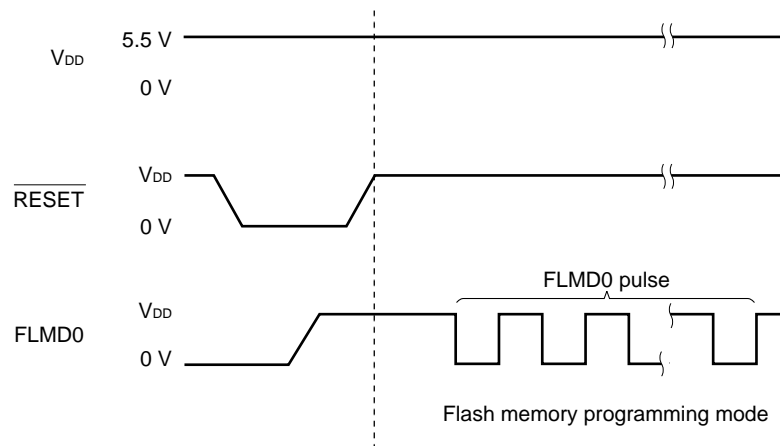 5.5 V
VDD
0 V
VDD
RESET
0 V
FLMD0 pulse
VDD
FLMD0
0 V
Flash memory programming mode